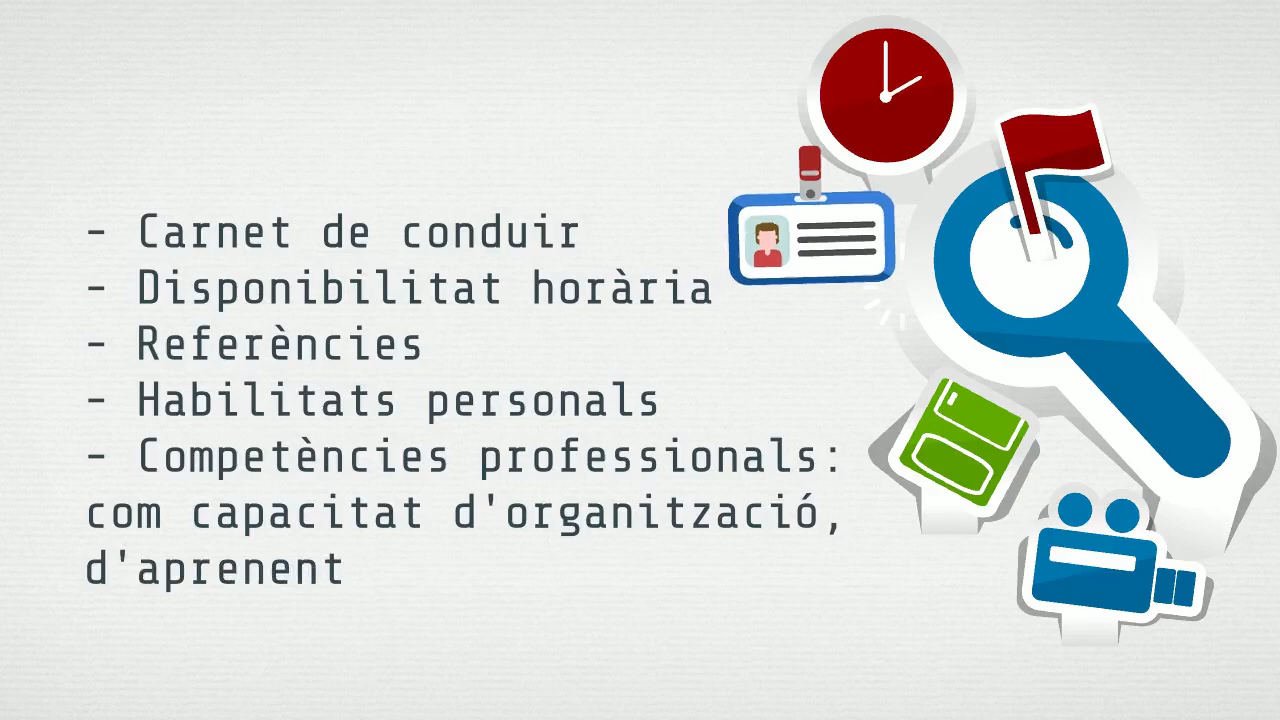 - Carnet de conduir
- Disponibilitat horària
- Referències
- Habilitats personals
- Competències professionals:
com capacitat d'organització,
d'aprenent